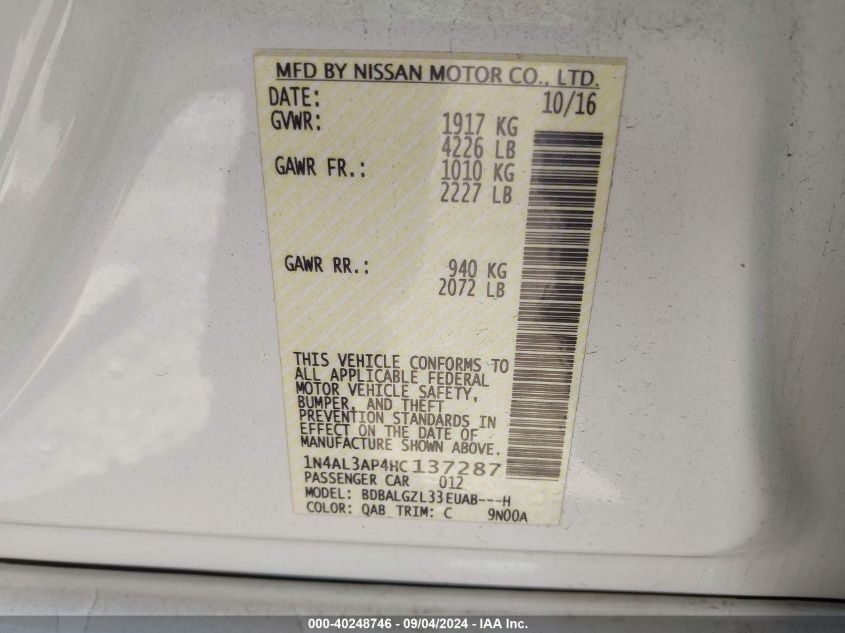 MFD BY NISSAN MOTOR CO., LTD.
DATE: 10/16
GVWR: 1917 KG
4226 LB
GAWR FR.: 1010 KG
2227 LB
GAWR RR.: 940 KG
2072 LB
THIS VEHICLE CONFORMS TO
ALL APPLICABLE FEDERAL
MOTOR VEHICLE SAFETY,
BUMPER, AND THEFT
PREVENTION STANDARDS IN
EFFECT ON THE DATE OF
MANUFACTURE SHOWN ABOVE.
1N4AL3AP4HC137287
PASSENGER CAR 012
MODEL: BDBALGZL33EUAB---H
COLOR: QAB TRIM: C 9N00A
000-40248746 - 09/04/2024 - IAA Inc.